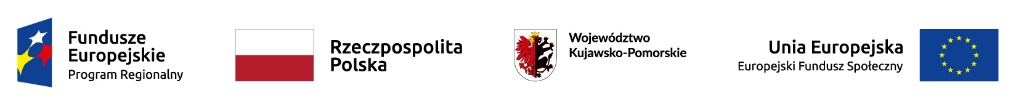 Fundusze
Europejskie
Program Regionalny
Rzeczpospolita
Polska
Województwo
Kujawsko-Pomorskie
Unia Europejska
Europejski Fundusz Społeczny